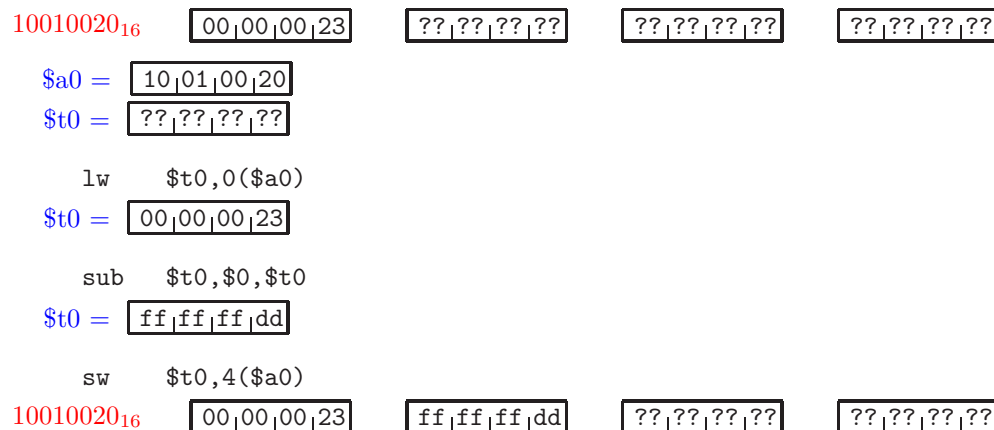 10010020₁₆ 00 00 00 23 ?? ?? ?? ?? ?? ?? ?? ?? ?? ?? ?? ??
$a0 = 10 01 00 20
$t0 = ?? ?? ?? ??
lw $t0,0($a0)
$t0 = 00 00 00 23
sub $t0,$0,$t0
$t0 = ff ff ff dd
sw $t0,4($a0)
10010020₁₆ 00 00 00 23 ff ff ff dd ?? ?? ?? ?? ?? ?? ?? ??